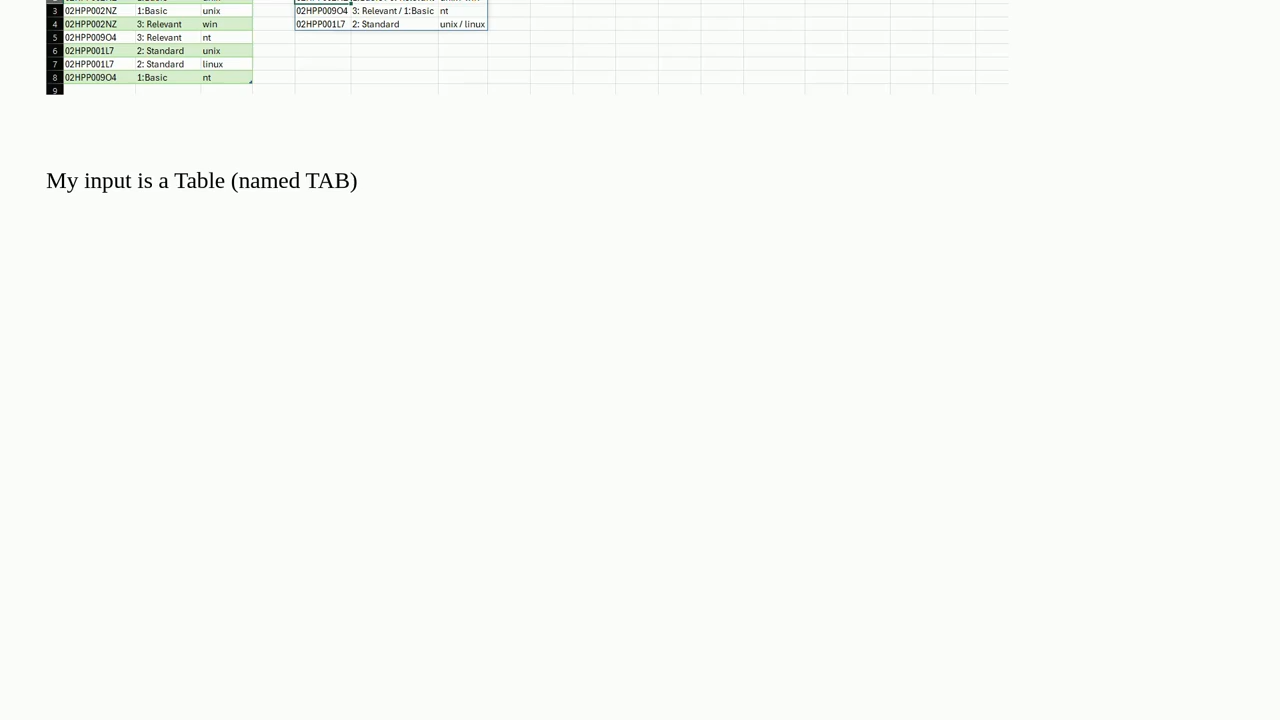 3 02HPP002NZ 1:Basic unix 02HPP009O4 3: Relevant / 1:Basic nt
4 02HPP002NZ 3: Relevant win 02HPP001L7 2: Standard unix / linux
5 02HPP009O4 3: Relevant nt
6 02HPP001L7 2: Standard unix
7 02HPP001L7 2: Standard linux
8 02HPP009O4 1:Basic nt
9
My input is a Table (named TAB)